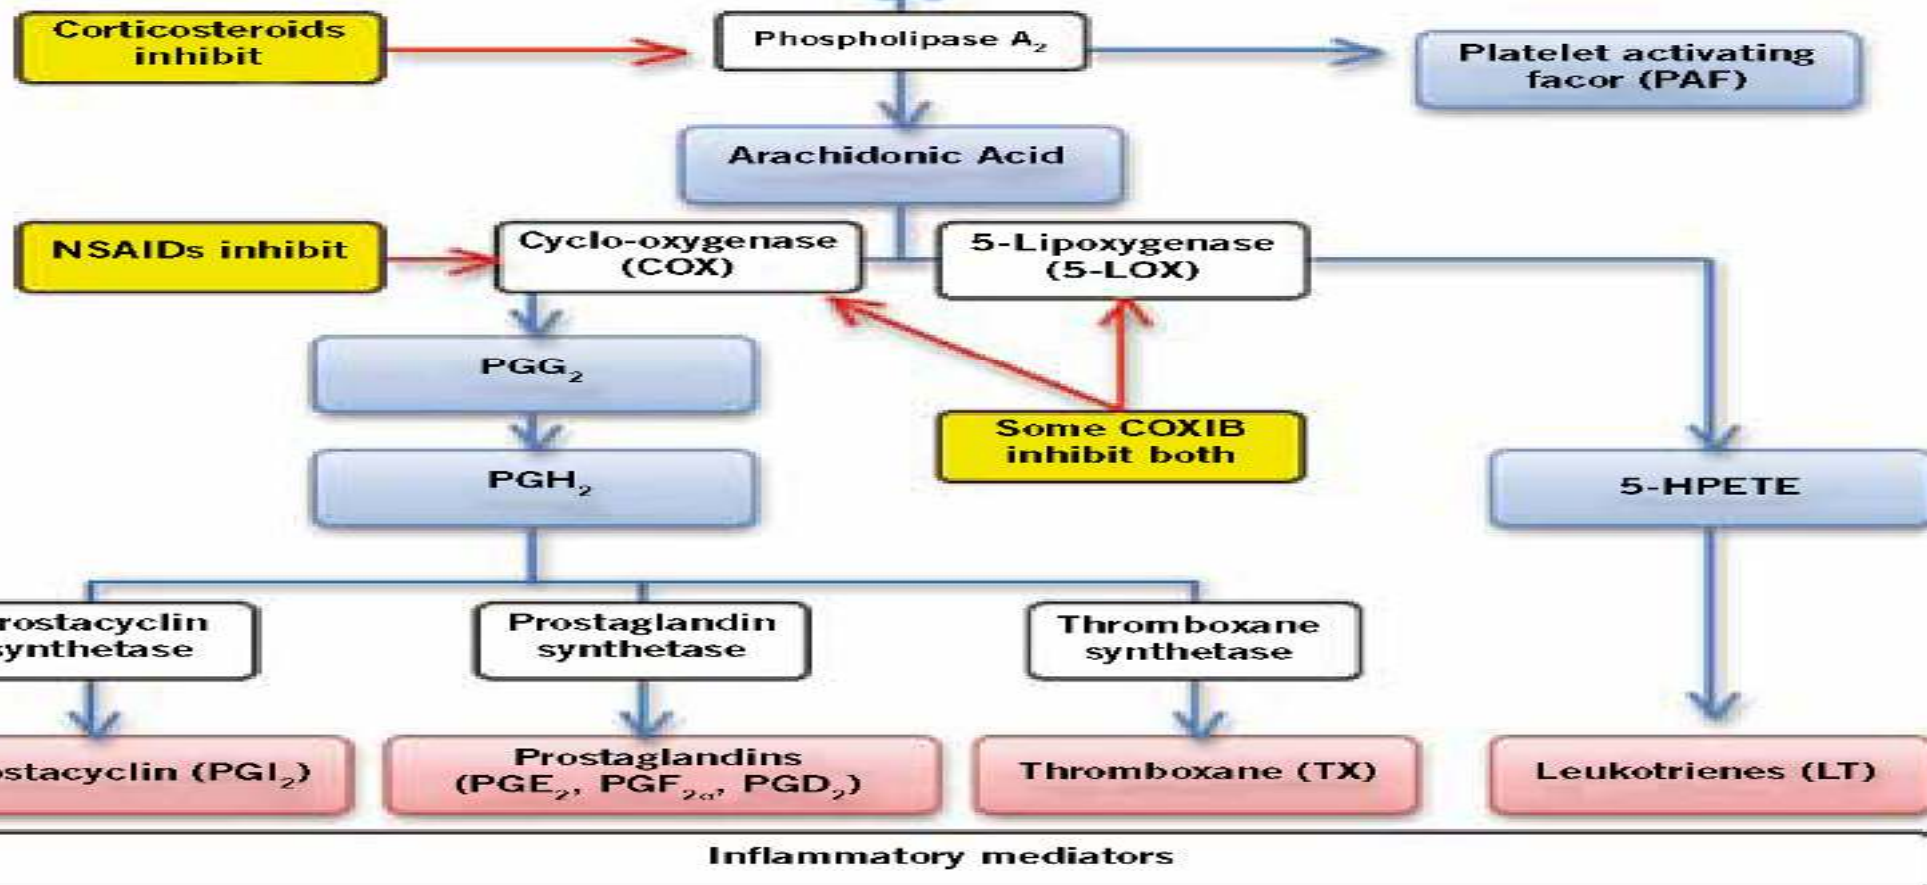 Corticosteroids
inhibit
Phospholipase A₂
Platelet activating
facor (PAF)
Arachidonic Acid
NSAIDs inhibit
Cyclo-oxygenase
(COX)
5-Lipoxygenase
(5-LOX)
PGG₂
Some COXIB
inhibit both
PGH₂
5-HPETE
rostacyclin
ynthetase
Prostaglandin
synthetase
Thromboxane
synthetase
ostacyclin (PGI₂)
Prostaglandins
(PGE₂, PGF₂α, PGD₂)
Thromboxane (TX)
Leukotrienes (LT)
Inflammatory mediators